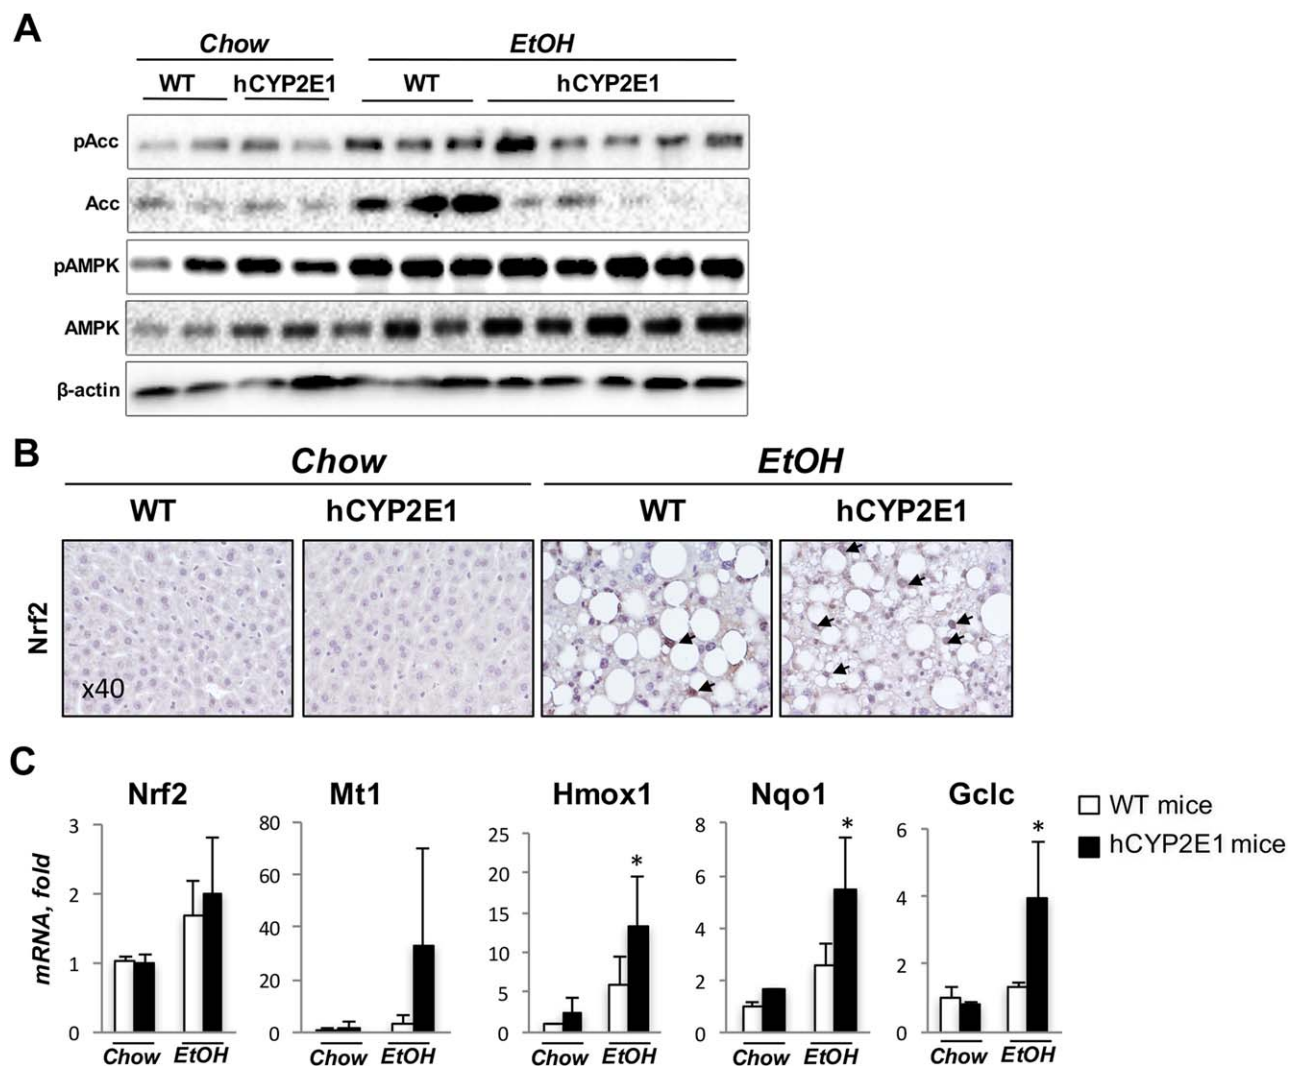 A
Chow EtOH
WT hCYP2E1 WT hCYP2E1
pAcc
Acc
pAMPK
AMPK
β-actin
B
Chow EtOH
WT hCYP2E1 WT hCYP2E1
Nrf2
x40
C
Nrf2 Mt1 Hmox1 Nqo1 Gclc
WT mice
hCYP2E1 mice
mRNA, fold
3
2
1
0
80
60
40
20
0
25
20
15
10
5
0
8
6
4
2
0
6
4
2
0
* * *
Chow EtOH Chow EtOH Chow EtOH Chow EtOH Chow EtOH